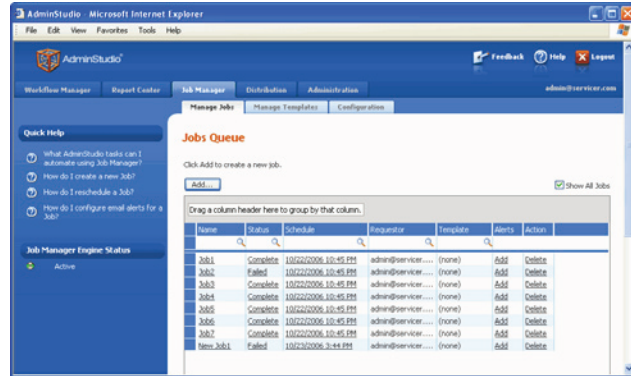 AdminStudio - Microsoft Internet Explorer
File Edit View Favorites Tools Help
AdminStudio
Feedback Help Logout
Workflow Manager Report Center Job Manager Distribution Administration admin@servicer.com
Manage Jobs Manage Templates Configuration
Quick Help
What AdminStudio tasks can I
automate using Job Manager?
How do I create a new Job?
How do I reschedule a Job?
How do I configure email alerts for a
Job?
Job Manager Engine Status
Active
Jobs Queue
Click Add to create a new job.
Add...
Show All Jobs
Drag a column header here to group by that column.
Name Status Schedule Requestor Template Alerts Action
Job1 Complete 10/22/2006 10:45 PM admin@servicer.... (none) Add Delete
Job2 Failed 10/22/2006 10:45 PM admin@servicer.... (none) Add Delete
Job3 Complete 10/22/2006 10:45 PM admin@servicer.... (none) Add Delete
Job4 Complete 10/22/2006 10:45 PM admin@servicer.... (none) Add Delete
Job5 Complete 10/22/2006 10:45 PM admin@servicer.... (none) Add Delete
Job6 Complete 10/22/2006 10:45 PM admin@servicer.... (none) Add Delete
Job7 Complete 10/22/2006 10:45 PM admin@servicer.... (none) Add Delete
New Job1 Failed 10/23/2006 3:44 PM admin@servicer.... (none) Add Delete